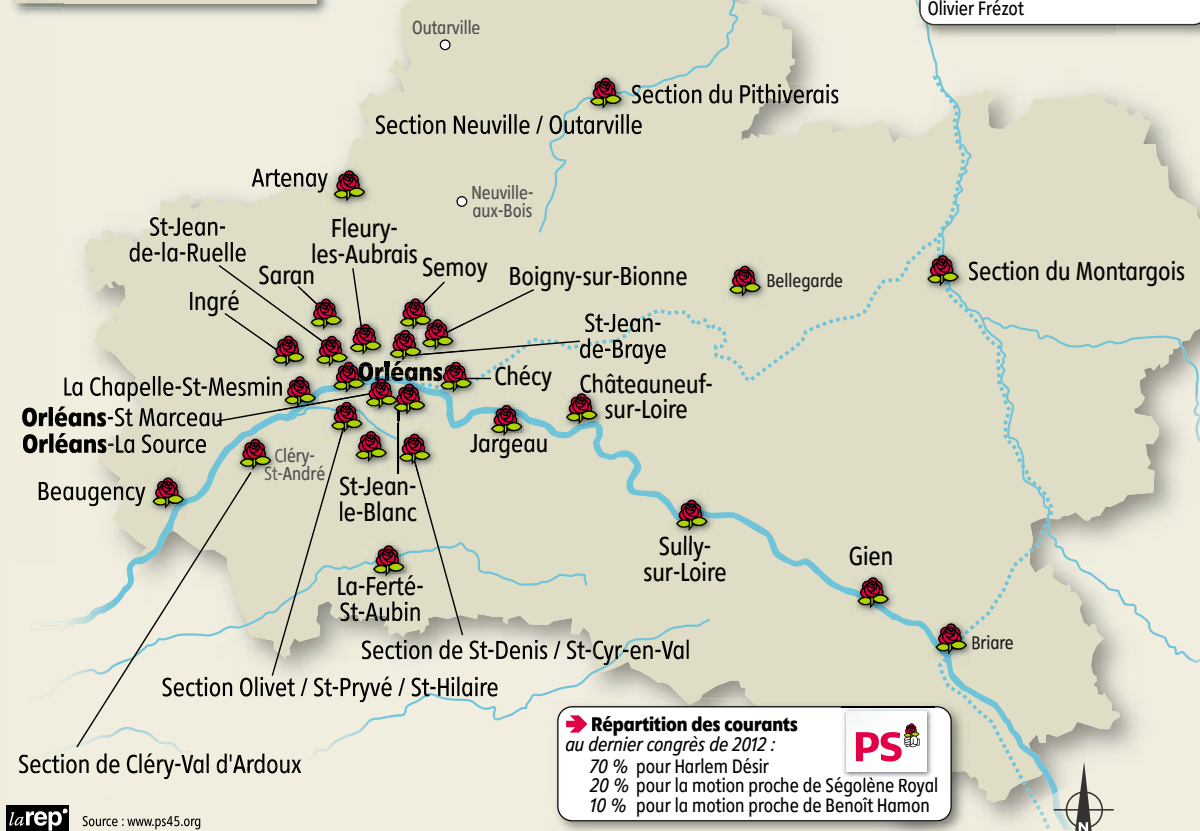 Olivier Frézot
Outarville
Section du Pithiverais
Section Neuville / Outarville
Artenay
Neuville-
aux-Bois
St-Jean-
de-la-Ruelle
Fleury-
les-Aubrais
Saran
Semoy
Boigny-sur-Bionne
Bellegarde
Section du Montargois
Ingré
St-Jean-
de-Braye
Orléans
Chécy
La Chapelle-St-Mesmin
Châteauneuf-
sur-Loire
Orléans-St Marceau
Orléans-La Source
Jargeau
Cléry-
St-André
Beaugency
St-Jean-
le-Blanc
Sully-
sur-Loire
Gien
La-Ferté-
St-Aubin
Briare
Section de St-Denis / St-Cyr-en-Val
Section Olivet / St-Pryvé / St-Hilaire
Section de Cléry-Val d'Ardoux
Répartition des courants
au dernier congrès de 2012 :
70 % pour Harlem Désir
20 % pour la motion proche de Ségolène Royal
10 % pour la motion proche de Benoît Hamon
PS
larep'
Source : www.ps45.org
N